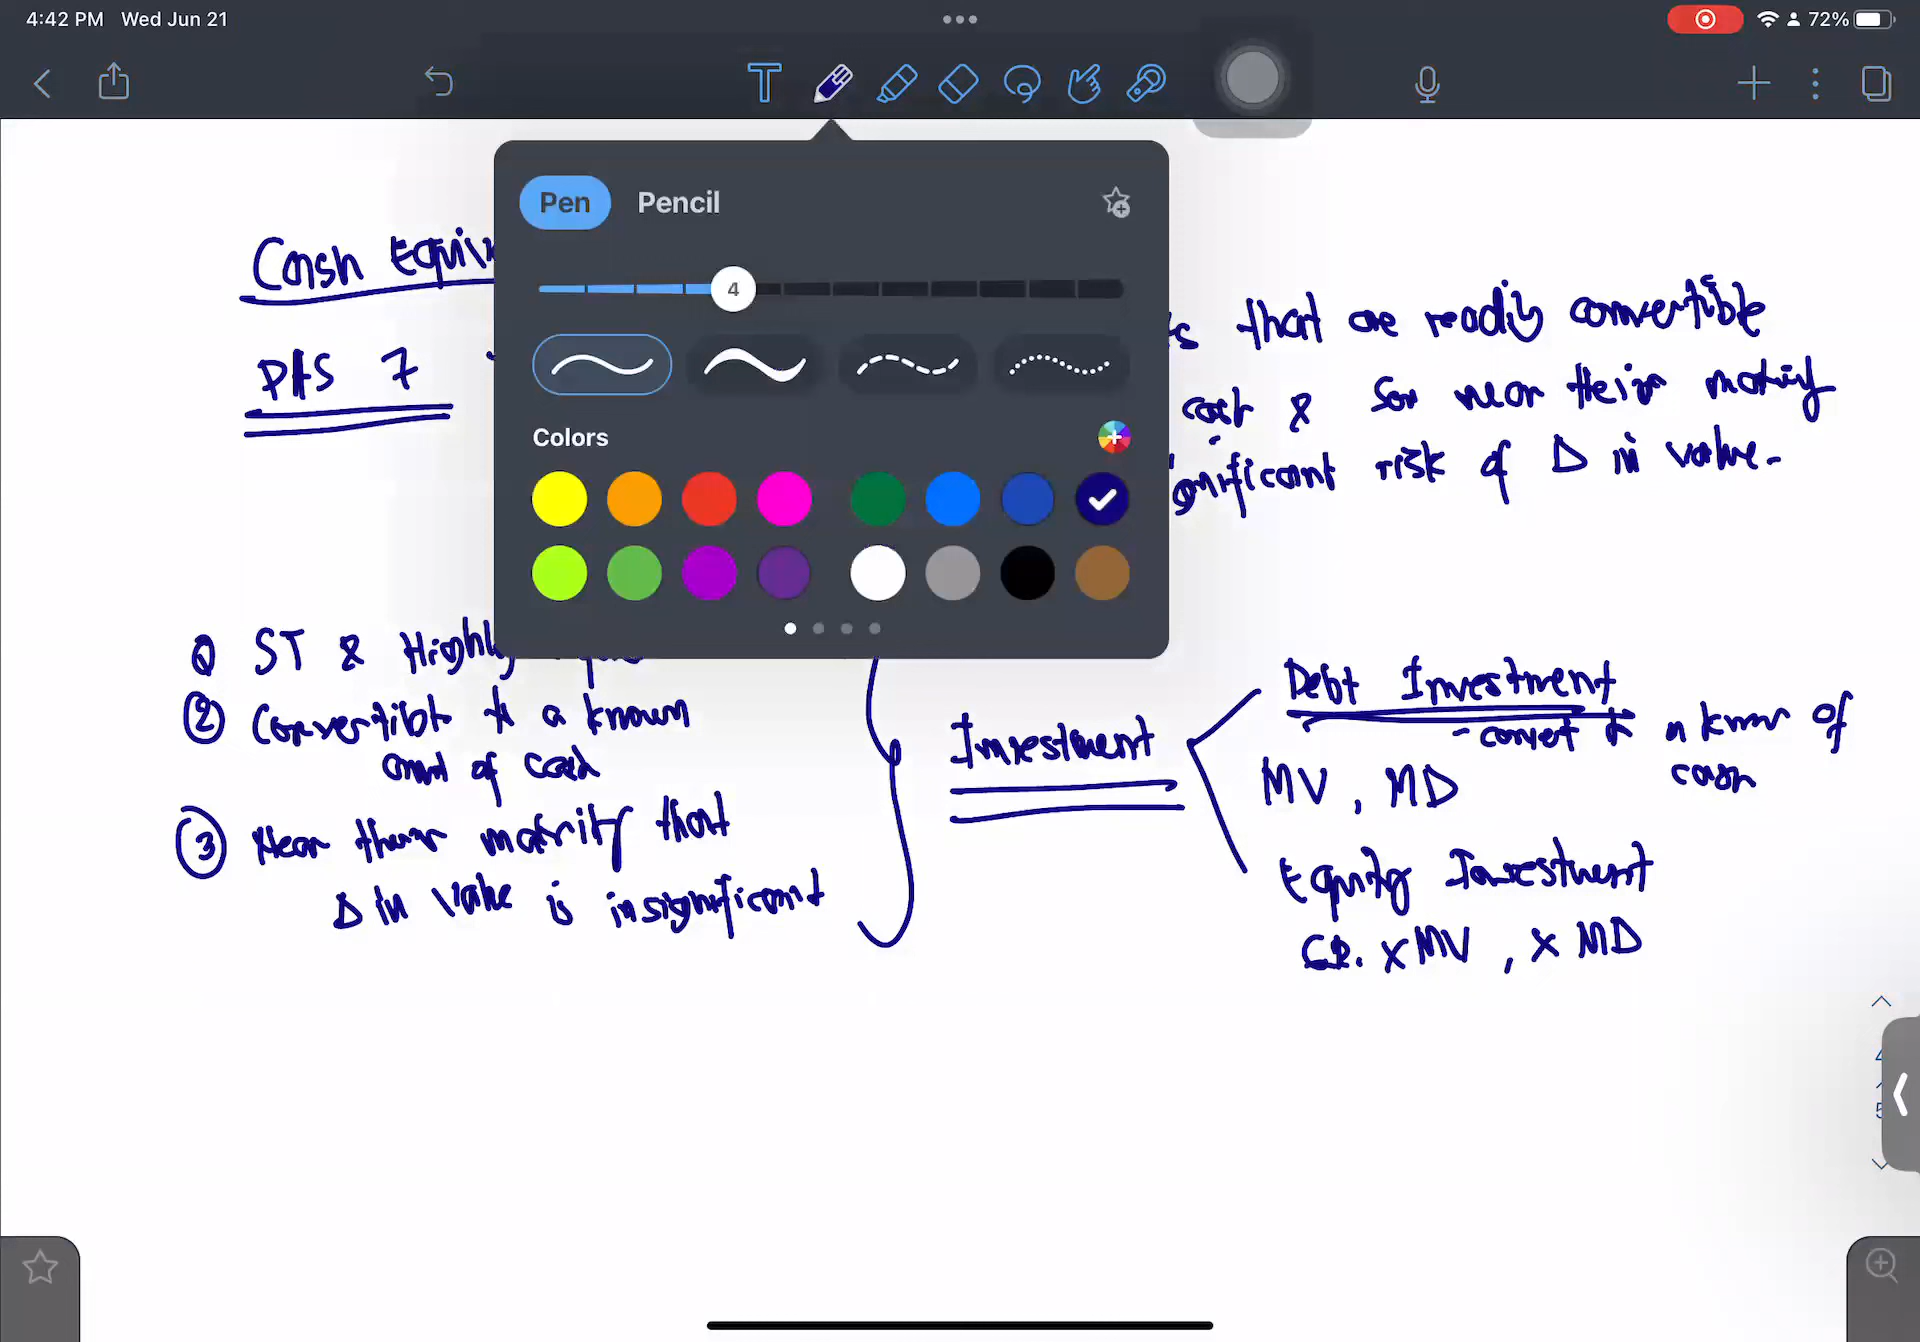 4:42 PM Wed Jun 21
72%
T
Pen Pencil
4
Colors
Cash Equiv
PAS 7
that are readily convertible
cash & so near their maturity
gnificant risk of Δ in value.
① ST & Highly
② Convertible to a known
amt of cash
③ Near their maturity that
Δ in value is insignificant
Investment
Debt Investment
- convert to a known of
cash
MV, MD
Equity Investment
x MV, x MD